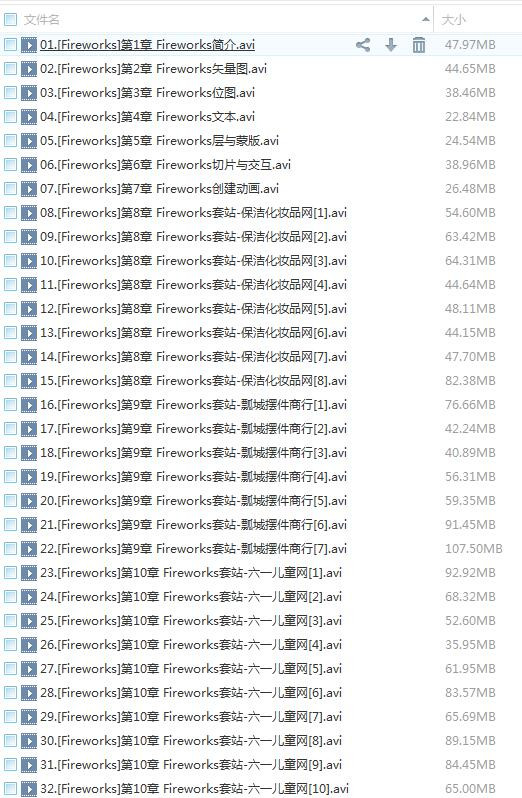 文件名 大小
01.[Fireworks]第1章 Fireworks简介.avi 47.97MB
02.[Fireworks]第2章 Fireworks矢量图.avi 44.65MB
03.[Fireworks]第3章 Fireworks位图.avi 38.46MB
04.[Fireworks]第4章 Fireworks文本.avi 22.84MB
05.[Fireworks]第5章 Fireworks层与蒙版.avi 24.54MB
06.[Fireworks]第6章 Fireworks切片与交互.avi 38.96MB
07.[Fireworks]第7章 Fireworks创建动画.avi 26.48MB
08.[Fireworks]第8章 Fireworks套站-保洁化妆品网[1].avi 54.60MB
09.[Fireworks]第8章 Fireworks套站-保洁化妆品网[2].avi 63.42MB
10.[Fireworks]第8章 Fireworks套站-保洁化妆品网[3].avi 64.31MB
11.[Fireworks]第8章 Fireworks套站-保洁化妆品网[4].avi 44.64MB
12.[Fireworks]第8章 Fireworks套站-保洁化妆品网[5].avi 48.11MB
13.[Fireworks]第8章 Fireworks套站-保洁化妆品网[6].avi 44.15MB
14.[Fireworks]第8章 Fireworks套站-保洁化妆品网[7].avi 47.70MB
15.[Fireworks]第8章 Fireworks套站-保洁化妆品网[8].avi 82.38MB
16.[Fireworks]第9章 Fireworks套站-瓢城摆件商行[1].avi 76.66MB
17.[Fireworks]第9章 Fireworks套站-瓢城摆件商行[2].avi 42.24MB
18.[Fireworks]第9章 Fireworks套站-瓢城摆件商行[3].avi 40.89MB
19.[Fireworks]第9章 Fireworks套站-瓢城摆件商行[4].avi 56.31MB
20.[Fireworks]第9章 Fireworks套站-瓢城摆件商行[5].avi 59.35MB
21.[Fireworks]第9章 Fireworks套站-瓢城摆件商行[6].avi 91.45MB
22.[Fireworks]第9章 Fireworks套站-瓢城摆件商行[7].avi 107.50MB
23.[Fireworks]第10章 Fireworks套站-六一儿童网[1].avi 92.92MB
24.[Fireworks]第10章 Fireworks套站-六一儿童网[2].avi 68.32MB
25.[Fireworks]第10章 Fireworks套站-六一儿童网[3].avi 52.60MB
26.[Fireworks]第10章 Fireworks套站-六一儿童网[4].avi 35.95MB
27.[Fireworks]第10章 Fireworks套站-六一儿童网[5].avi 61.95MB
28.[Fireworks]第10章 Fireworks套站-六一儿童网[6].avi 83.57MB
29.[Fireworks]第10章 Fireworks套站-六一儿童网[7].avi 65.69MB
30.[Fireworks]第10章 Fireworks套站-六一儿童网[8].avi 89.15MB
31.[Fireworks]第10章 Fireworks套站-六一儿童网[9].avi 84.45MB
32.[Fireworks]第10章 Fireworks套站-六一儿童网[10].avi 65.00MB